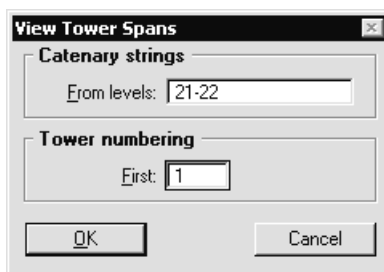 View Tower Spans
Catenary strings
From levels: 21-22
Tower numbering
First: 1
OK Cancel